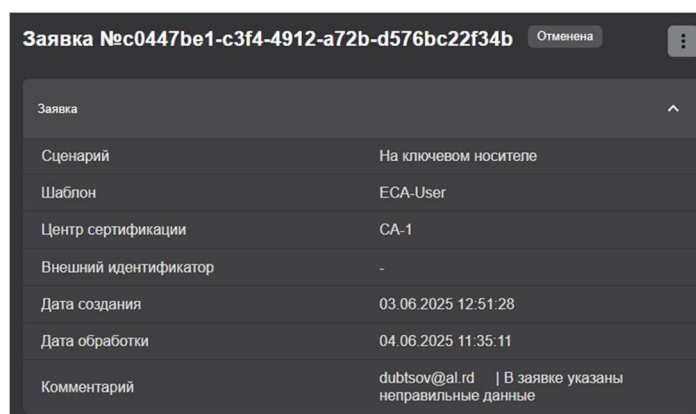 Заявка №c0447be1-c3f4-4912-a72b-d576bc22f34b Отменена
Заявка
Сценарий На ключевом носителе
Шаблон ECA-User
Центр сертификации CA-1
Внешний идентификатор -
Дата создания 03.06.2025 12:51:28
Дата обработки 04.06.2025 11:35:11
Комментарий dubtsov@al.rd | В заявке указаны
неправильные данные